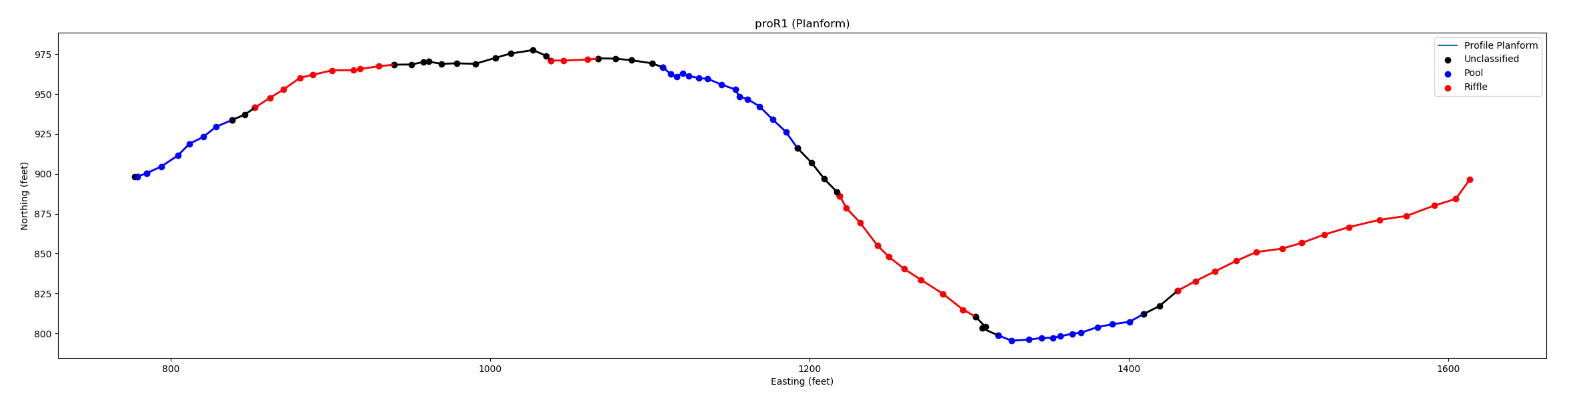 proR1 (Planform)
Profile Planform
Unclassified
Pool
Riffle
Northing (feet)
975
950
925
900
875
850
825
800
800
1000
1200
1400
1600
Easting (feet)